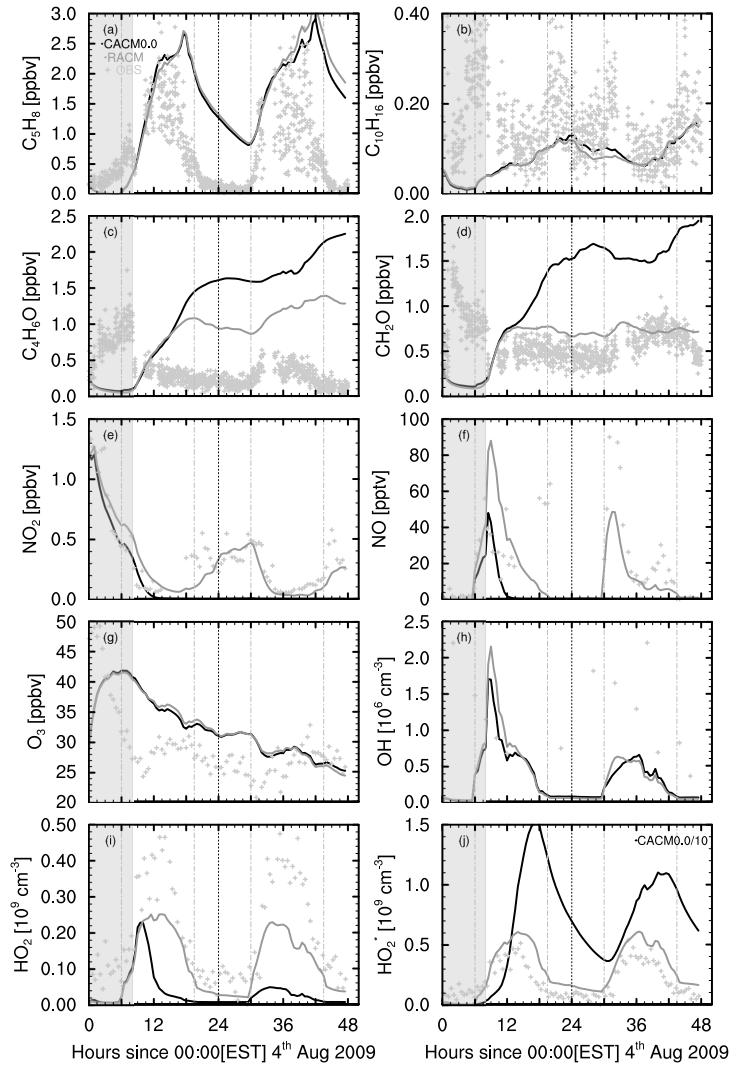 (a)
·CACM0.0
·RACM
+ OBS
C5H8 [ppbv]
3.0
2.5
2.0
1.5
1.0
0.5
0.0
(b)
C10H16 [ppbv]
0.40
0.20
0.10
0.00
(c)
C4H6O [ppbv]
2.5
2.0
1.5
1.0
0.5
0.0
(d)
CH2O [ppbv]
2.0
1.5
1.0
0.5
0.0
(e)
NO2 [ppbv]
1.5
1.0
0.5
0.0
(f)
NO [pptv]
100
80
60
40
20
0
(g)
O3 [ppbv]
50
45
40
35
30
25
20
(h)
OH [10⁶ cm⁻³]
2.5
2.0
1.5
1.0
0.5
0.0
(i)
HO2 [10⁹ cm⁻³]
0.50
0.40
0.30
0.20
0.10
0.00
0 12 24 36 48
Hours since 00:00[EST] 4th Aug 2009
(j)
·CACM0.0/10
HO2* [10⁹ cm⁻³]
1.5
1.0
0.5
0.0
0 12 24 36 48
Hours since 00:00[EST] 4th Aug 2009